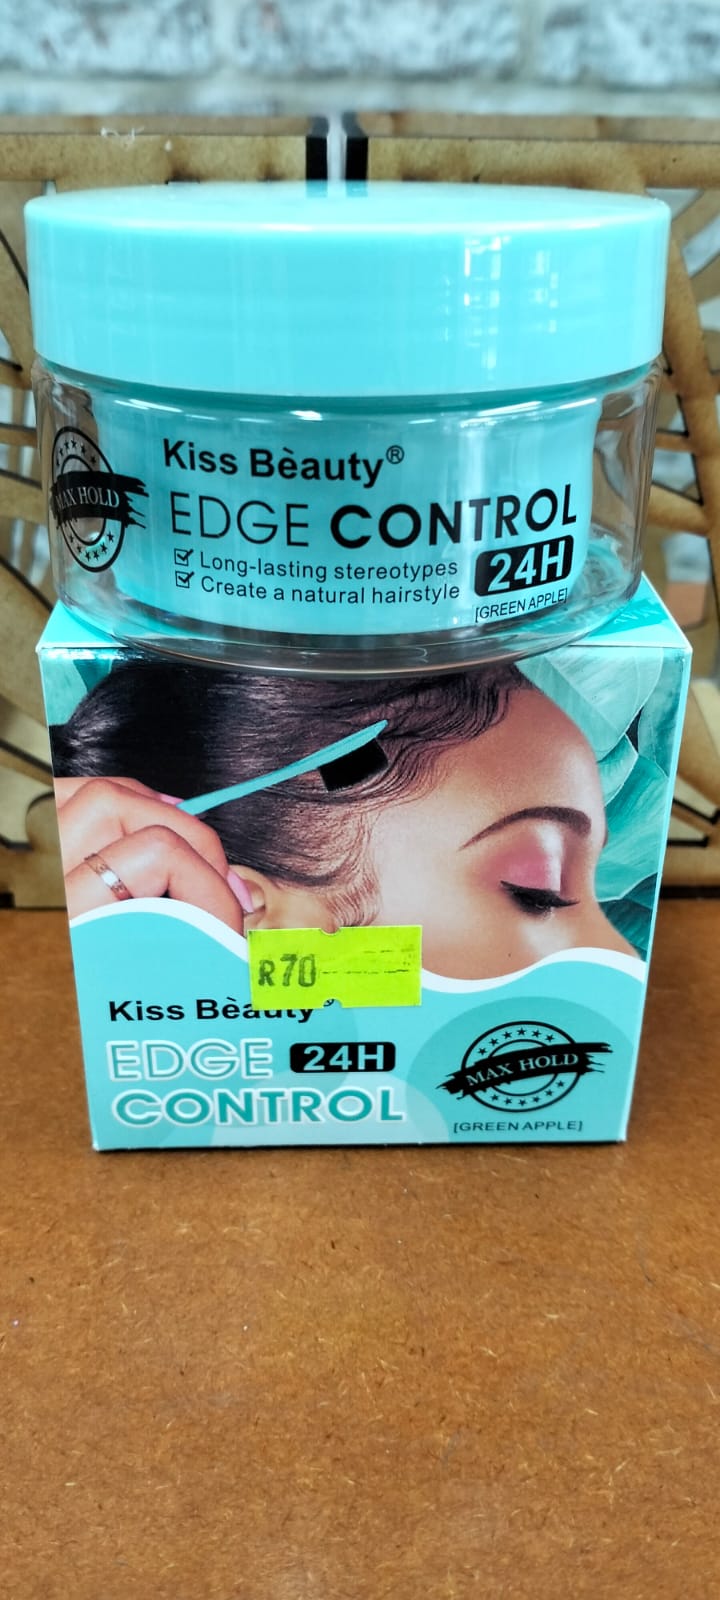 MAX HOLD
Kiss Bèauty®
EDGE CONTROL
Long-lasting stereotypes
Create a natural hairstyle
24H
[GREEN APPLE]
R70
Kiss Bèauty®
EDGE 24H
CONTROL
MAX HOLD
[GREEN APPLE]